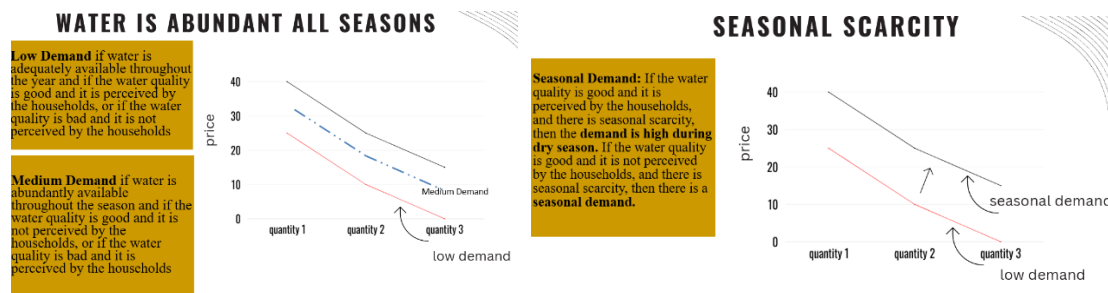 WATER IS ABUNDANT ALL SEASONS
Low Demand if water is
adequately available throughout
the year and if the water quality
is good and it is perceived by
the households, or if the water
quality is bad and it is not
perceived by the households
Medium Demand if water is
abundantly available
throughout the season and if the
water quality is good and it is
not perceived by the
households, or if the water
quality is bad and it is
perceived by the households
price
40
30
20
10
0
quantity 1
quantity 2
quantity 3
Medium Demand
low demand
SEASONAL SCARCITY
Seasonal Demand: If the water
quality is good and it is
perceived by the households,
and there is seasonal scarcity,
then the demand is high during
dry season. If the water quality
is good and it is not perceived
by the households, and there is
seasonal scarcity, then there is a
seasonal demand.
price
40
30
20
10
0
quantity 1
quantity 2
quantity 3
seasonal demand
low demand